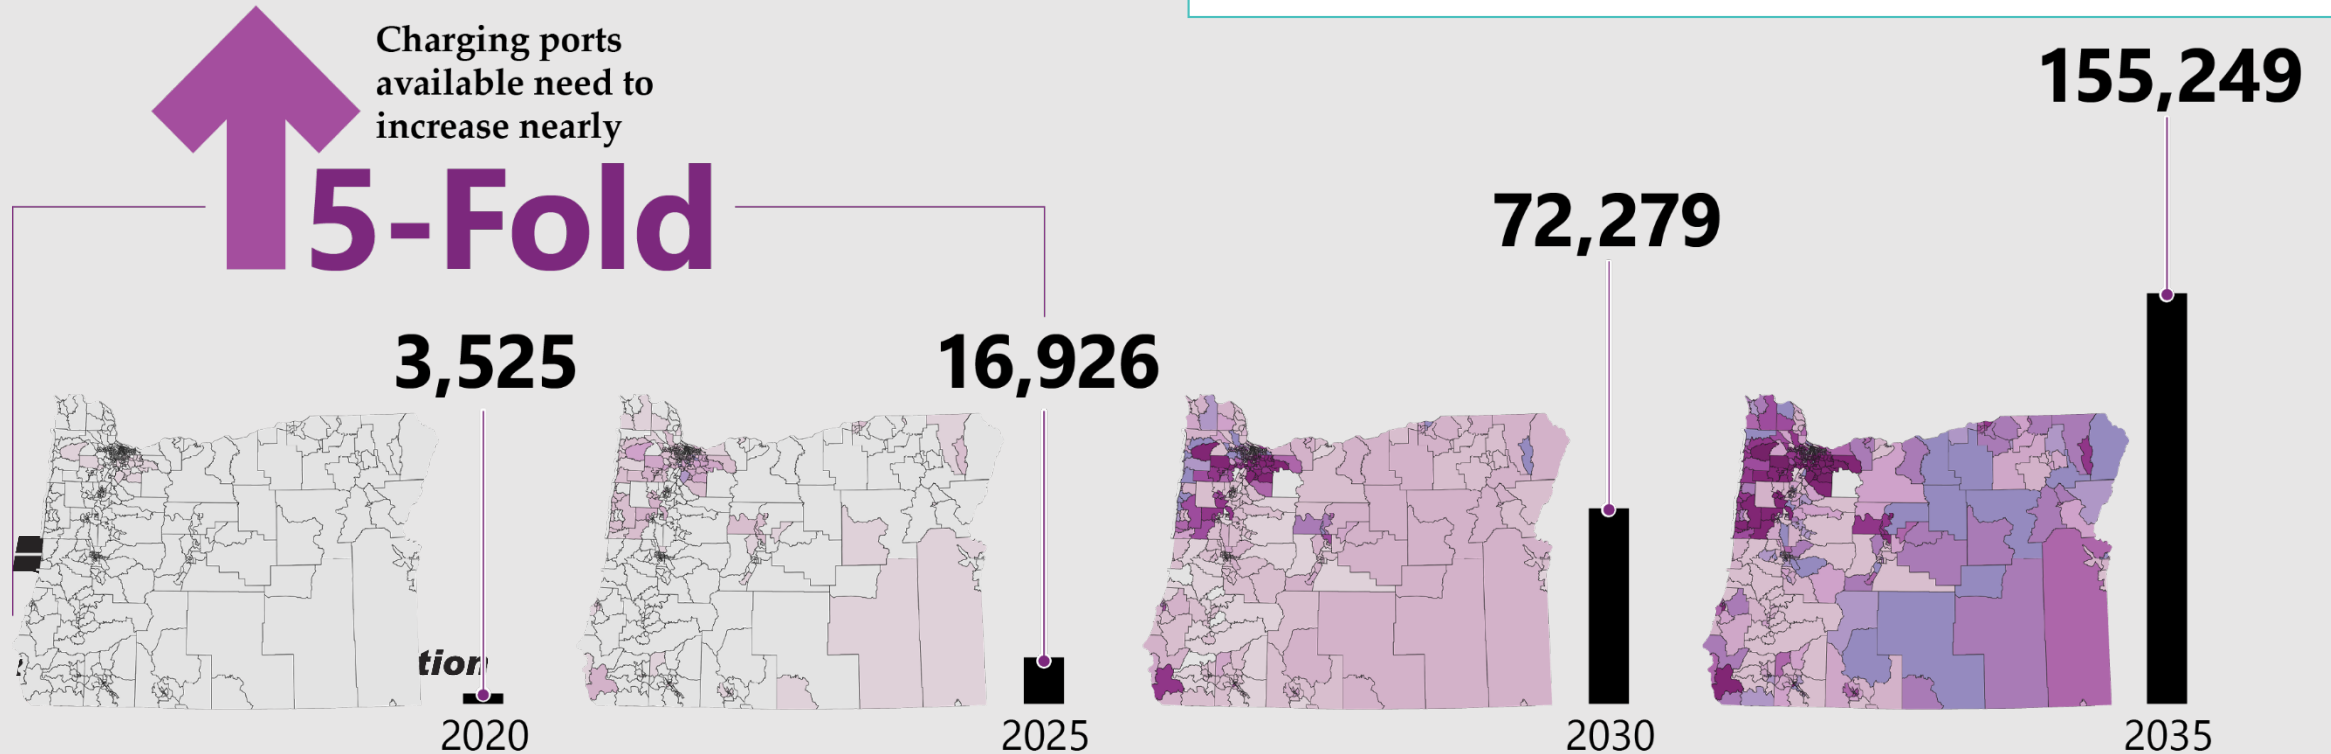 Charging ports
available need to
increase nearly
5-Fold
3,525
16,926
72,279
155,249
tion
2020
2025
2030
2035